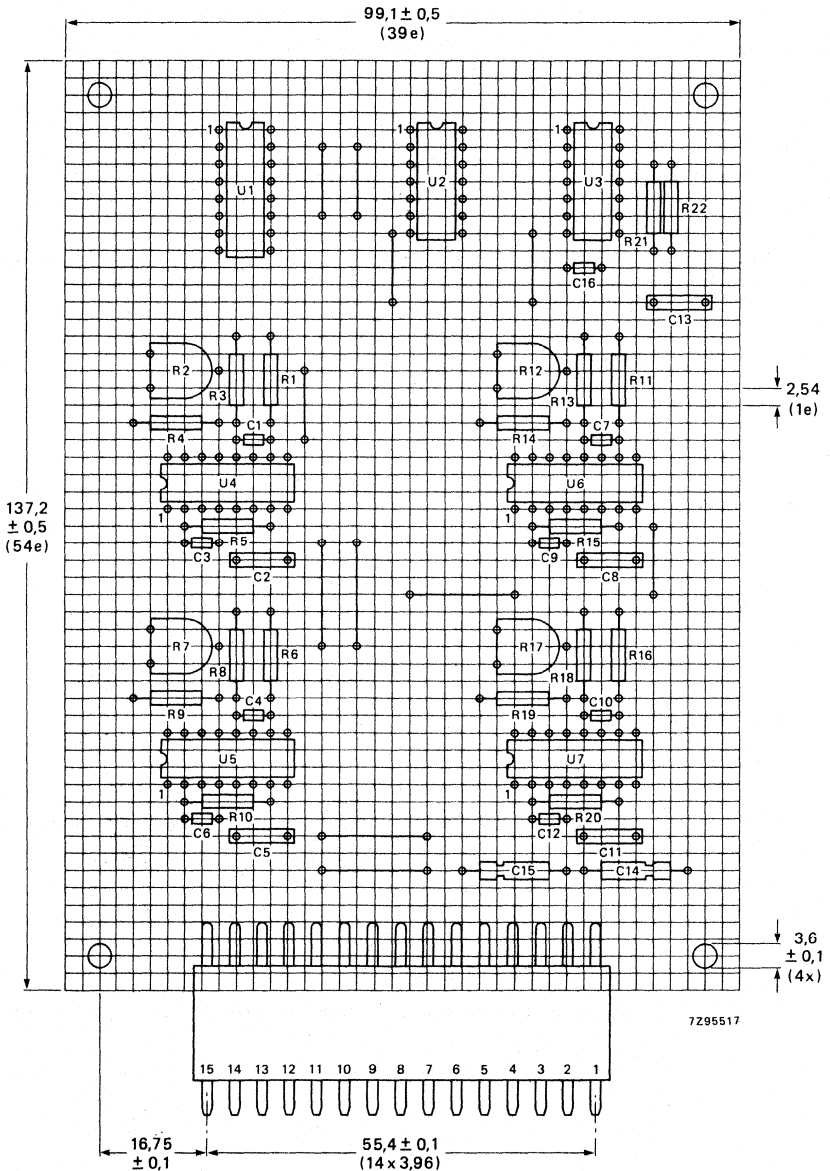 99,1 ± 0,5
(39e)
1
1
1
U1
U2
U3
R22
R21
C16
C13
R2
R3
R1
R12
R13
R11
2,54
(1e)
R4
C1
R14
C7
U4
U6
137,2
± 0,5
(54e)
1
1
R5
R15
C3
C9
C2
C8
R7
R8
R6
R17
R18
R16
R9
C4
R19
C10
U5
U7
1
1
R10
R20
C6
C12
C5
C11
C15
C14
3,6
± 0,1
(4x)
7Z95517
15 14 13 12 11 10 9 8 7 6 5 4 3 2 1
16,75
± 0,1
55,4 ± 0,1
(14 x 3,96)